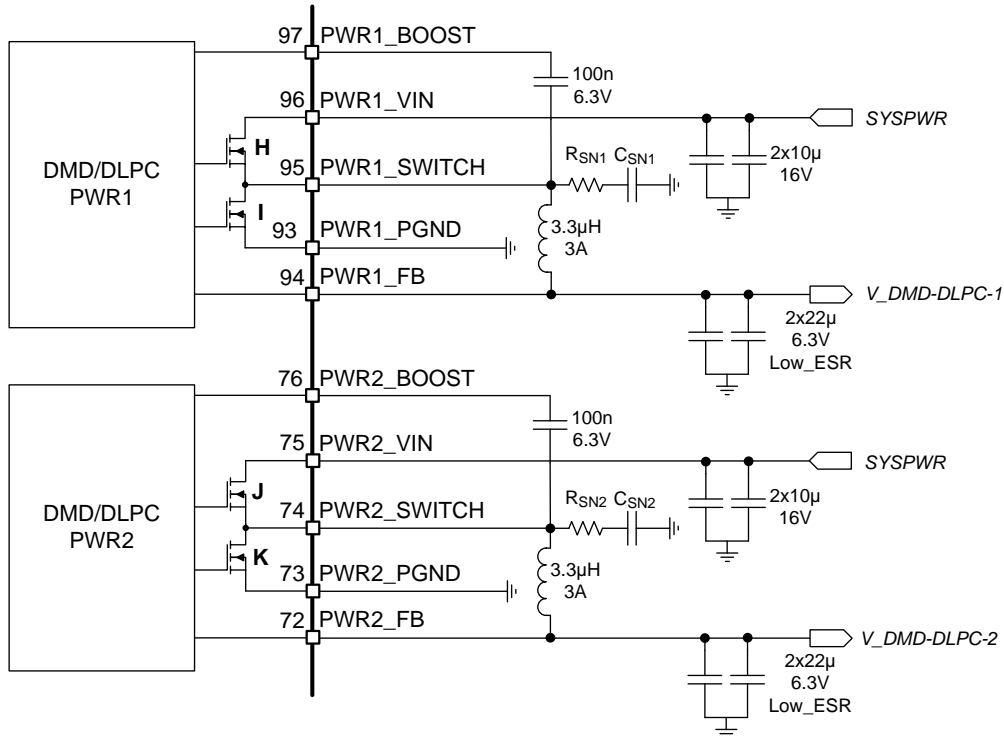 97 PWR1_BOOST
100n
6.3V
96 PWR1_VIN
SYSPWR
H
DMD/DLPC
PWR1
95 PWR1_SWITCH
RSN1 CSN1
2x10µ
16V
I
93 PWR1_PGND
3.3µH
3A
94 PWR1_FB
V_DMD-DLPC-1
2x22µ
6.3V
Low_ESR
76 PWR2_BOOST
100n
6.3V
75 PWR2_VIN
SYSPWR
J
DMD/DLPC
PWR2
74 PWR2_SWITCH
RSN2 CSN2
2x10µ
16V
K
73 PWR2_PGND
3.3µH
3A
72 PWR2_FB
V_DMD-DLPC-2
2x22µ
6.3V
Low_ESR